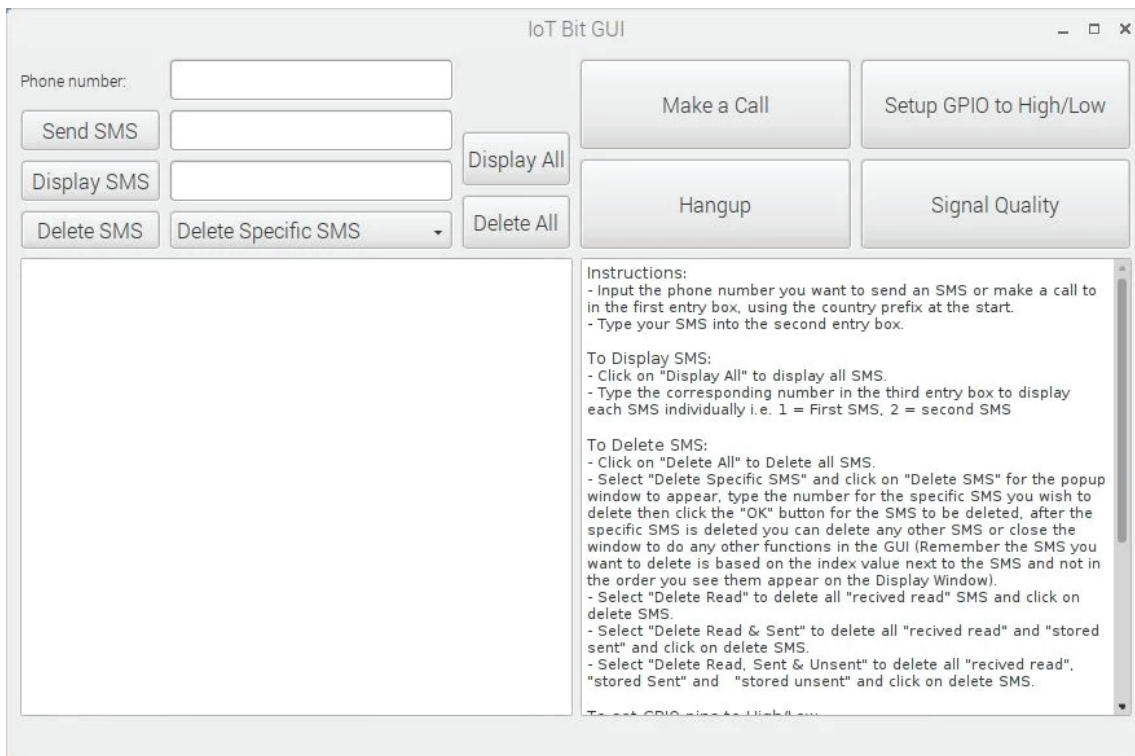 IoT Bit GUI
Phone number:
Send SMS
Display SMS
Delete SMS
Delete Specific SMS
Display All
Delete All
Make a Call
Setup GPIO to High/Low
Hangup
Signal Quality
Instructions:
- Input the phone number you want to send an SMS or make a call to
in the first entry box, using the country prefix at the start.
- Type your SMS into the second entry box.
To Display SMS:
- Click on "Display All" to display all SMS.
- Type the corresponding number in the third entry box to display
each SMS individually i.e. 1 = First SMS, 2 = second SMS
To Delete SMS:
- Click on "Delete All" to Delete all SMS.
- Select "Delete Specific SMS" and click on "Delete SMS" for the popup
window to appear, type the number for the specific SMS you wish to
delete then click the "OK" button for the SMS to be deleted, after the
specific SMS is deleted you can delete any other SMS or close the
window to do any other functions in the GUI (Remember the SMS you
want to delete is based on the index value next to the SMS and not in
the order you see them appear on the Display Window).
- Select "Delete Read" to delete all "recived read" SMS and click on
delete SMS.
- Select "Delete Read & Sent" to delete all "recived read" and "stored
sent" and click on delete SMS.
- Select "Delete Read, Sent & Unsent" to delete all "recived read",
"stored Sent" and "stored unsent" and click on delete SMS.
To set GPIO pins to High/Low